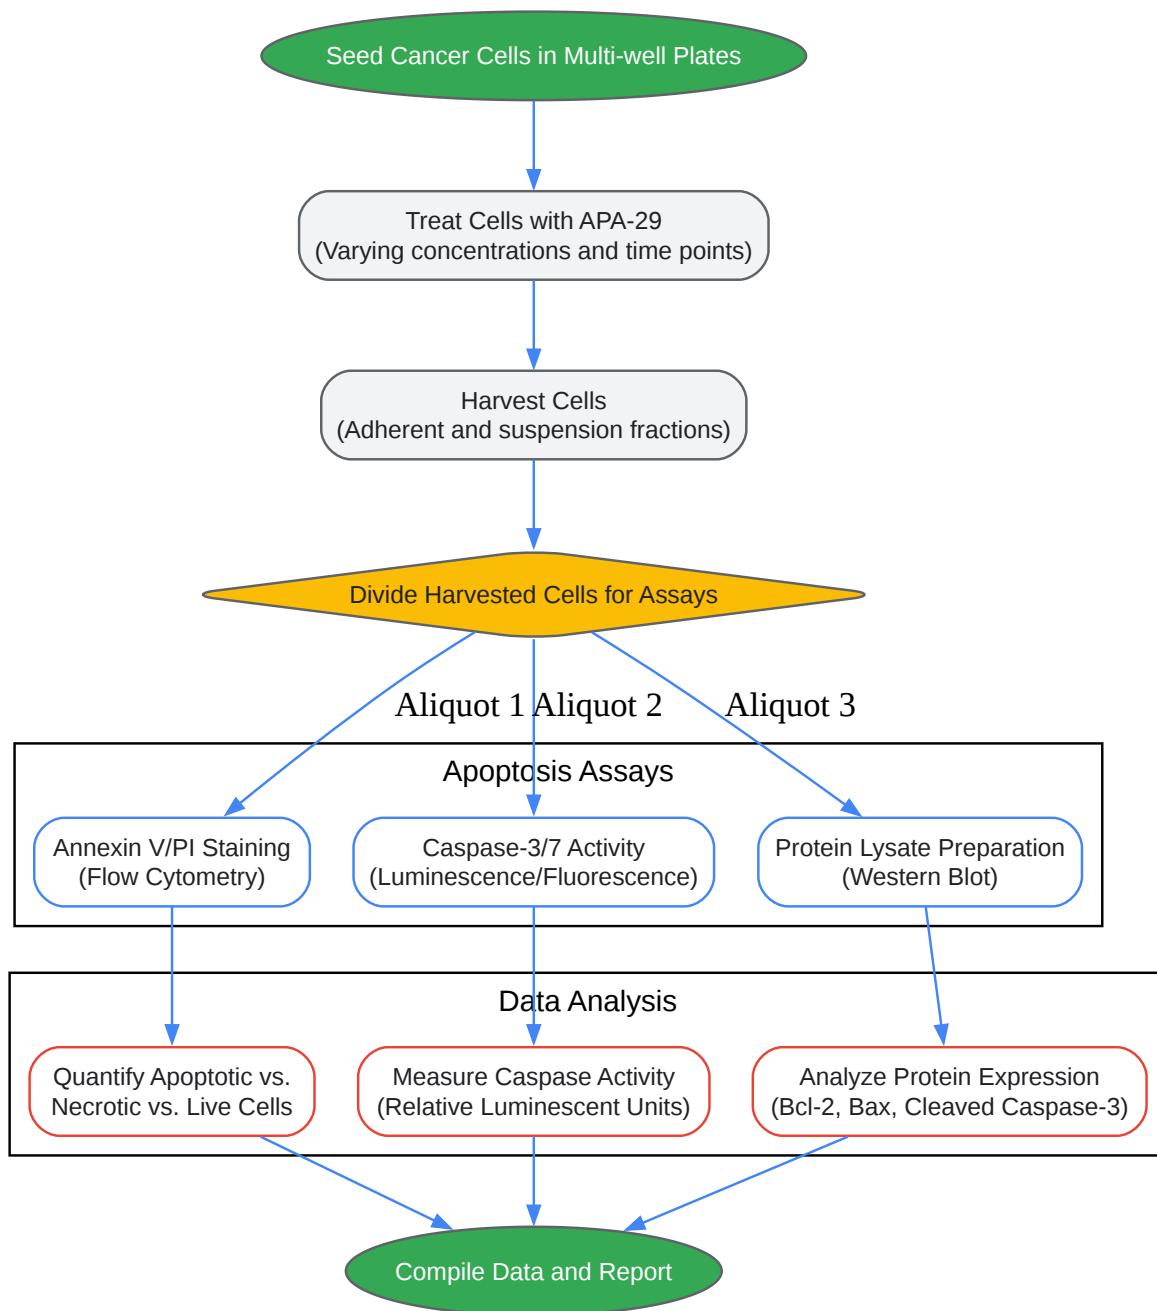 Seed Cancer Cells in Multi-well Plates
Treat Cells with APA-29
(Varying concentrations and time points)
Harvest Cells
(Adherent and suspension fractions)
Divide Harvested Cells for Assays
Aliquot 1
Aliquot 2
Aliquot 3
Apoptosis Assays
Annexin V/PI Staining
(Flow Cytometry)
Caspase-3/7 Activity
(Luminescence/Fluorescence)
Protein Lysate Preparation
(Western Blot)
Data Analysis
Quantify Apoptotic vs.
Necrotic vs. Live Cells
Measure Caspase Activity
(Relative Luminescent Units)
Analyze Protein Expression
(Bcl-2, Bax, Cleaved Caspase-3)
Compile Data and Report